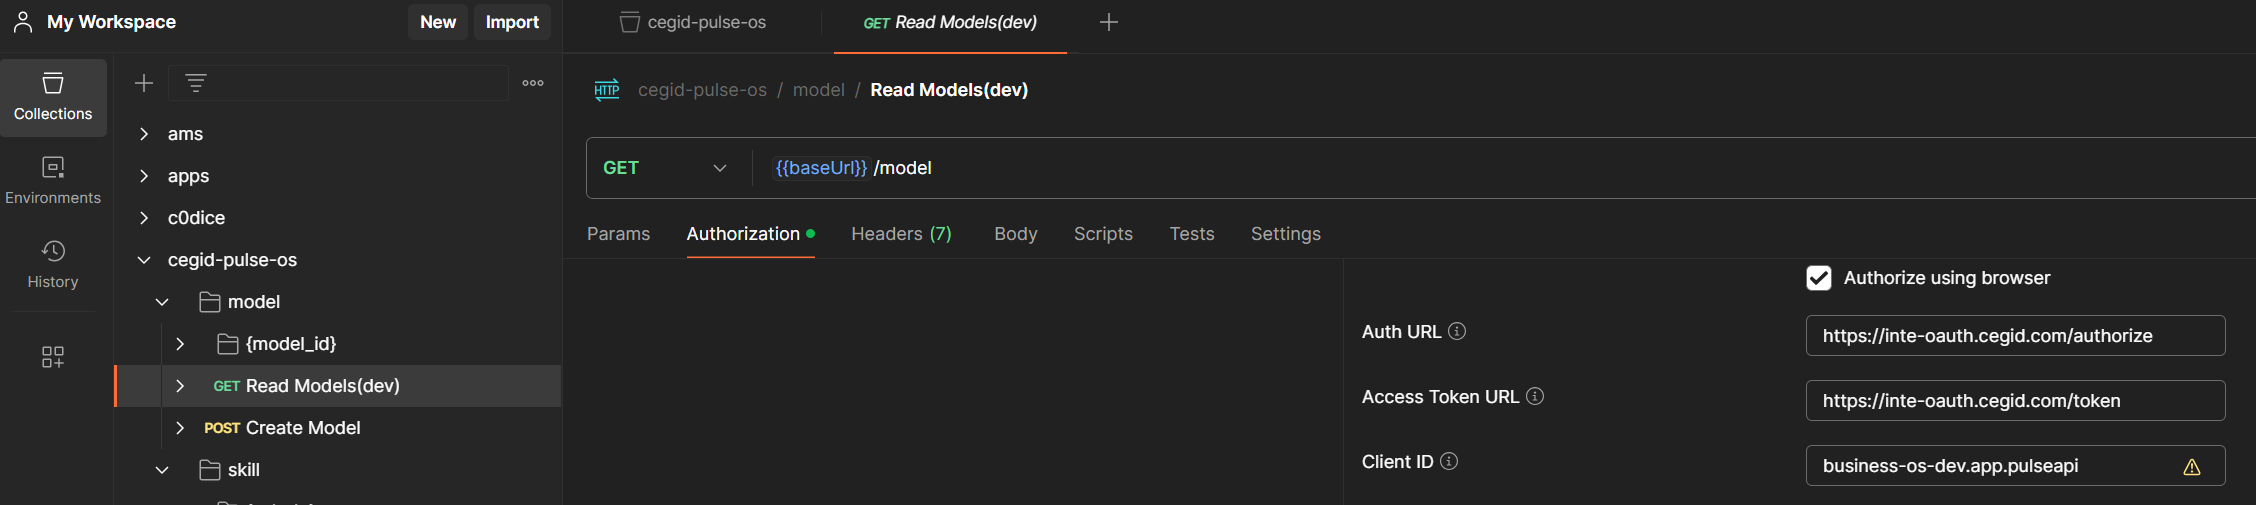 My Workspace
New
Import
cegid-pulse-os
GET Read Models(dev)
Collections
Environments
History
ams
apps
c0dice
cegid-pulse-os
model
{model_id}
GET Read Models(dev)
POST Create Model
skill
HTTP cegid-pulse-os / model / Read Models(dev)
GET
{{baseUrl}} /model
Params
Authorization
Headers (7)
Body
Scripts
Tests
Settings
Authorize using browser
Auth URL
https://inte-oauth.cegid.com/authorize
Access Token URL
https://inte-oauth.cegid.com/token
Client ID
business-os-dev.app.pulseapi